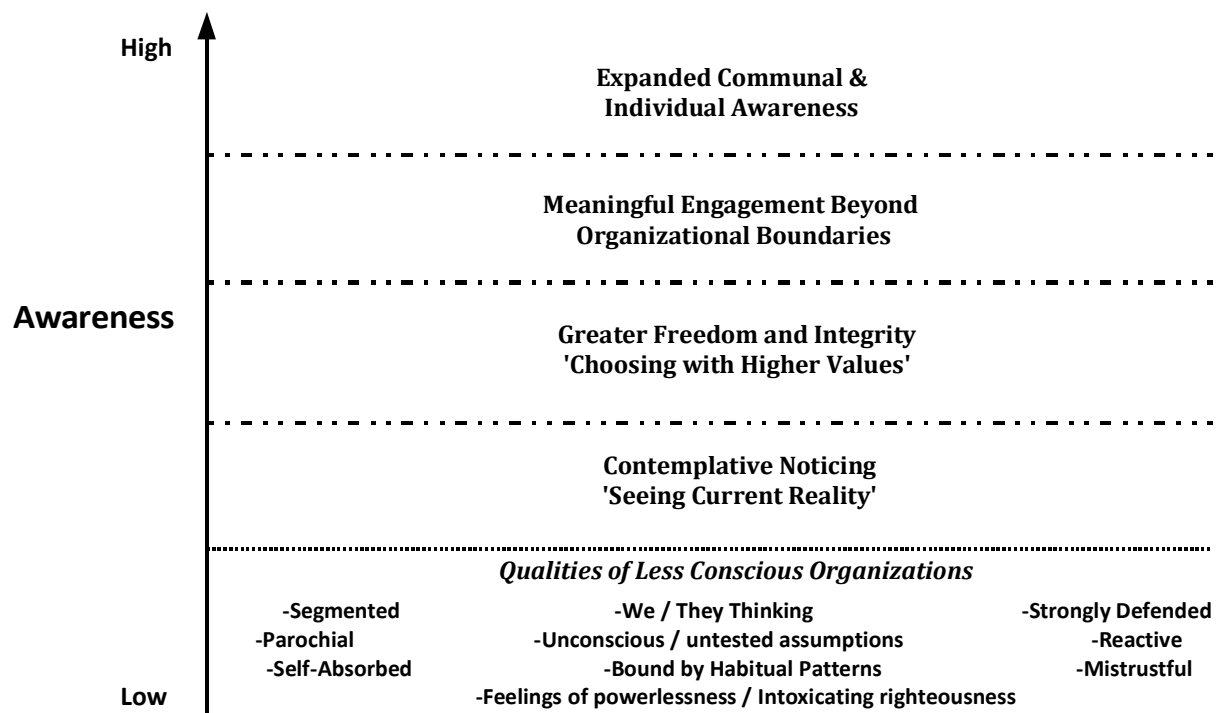 High
Expanded Communal &
Individual Awareness
Meaningful Engagement Beyond
Organizational Boundaries
Awareness
Greater Freedom and Integrity
'Choosing with Higher Values'
Contemplative Noticing
'Seeing Current Reality'
Qualities of Less Conscious Organizations
-Segmented -We / They Thinking -Strongly Defended
-Parochial -Unconscious / untested assumptions -Reactive
-Self-Absorbed -Bound by Habitual Patterns -Mistrustful
Low -Feelings of powerlessness / Intoxicating righteousness